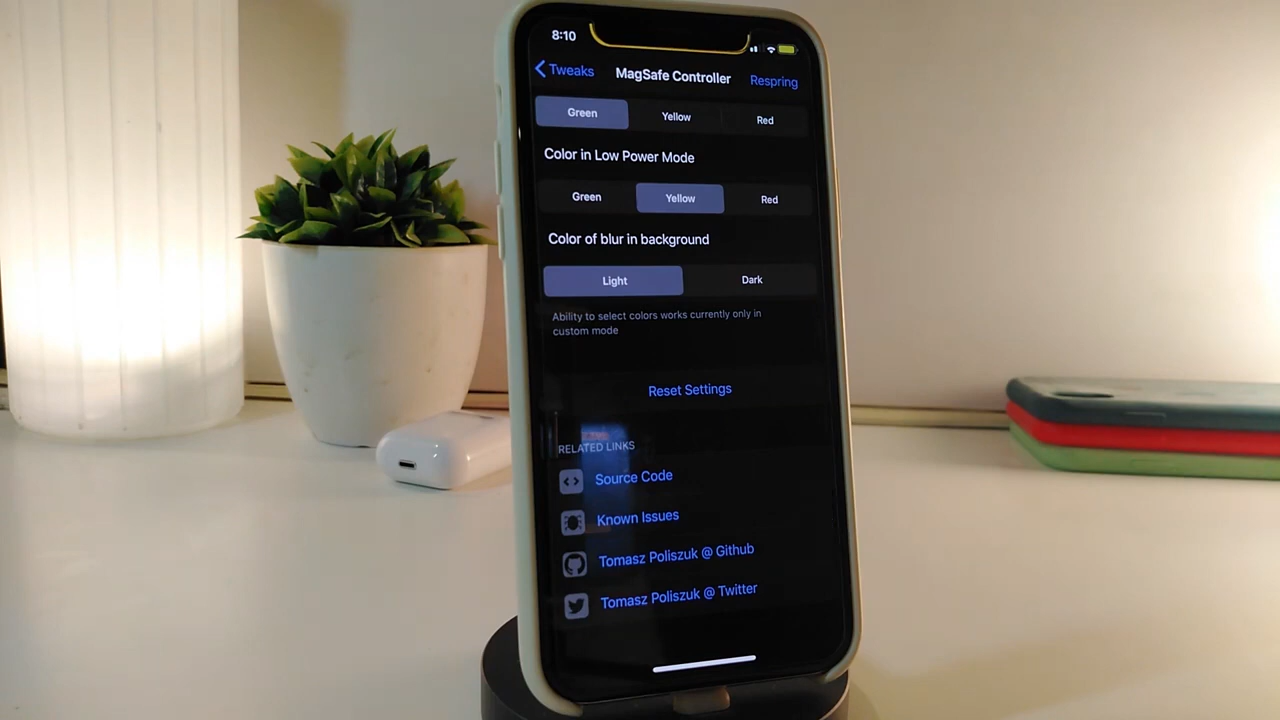 8:10
Tweaks MagSafe Controller Respring
Green Yellow Red
Color in Low Power Mode
Green Yellow Red
Color of blur in background
Light Dark
Ability to select colors works currently only in
custom mode
Reset Settings
RELATED LINKS
Source Code
Known Issues
Tomasz Poliszuk @ Github
Tomasz Poliszuk @ Twitter